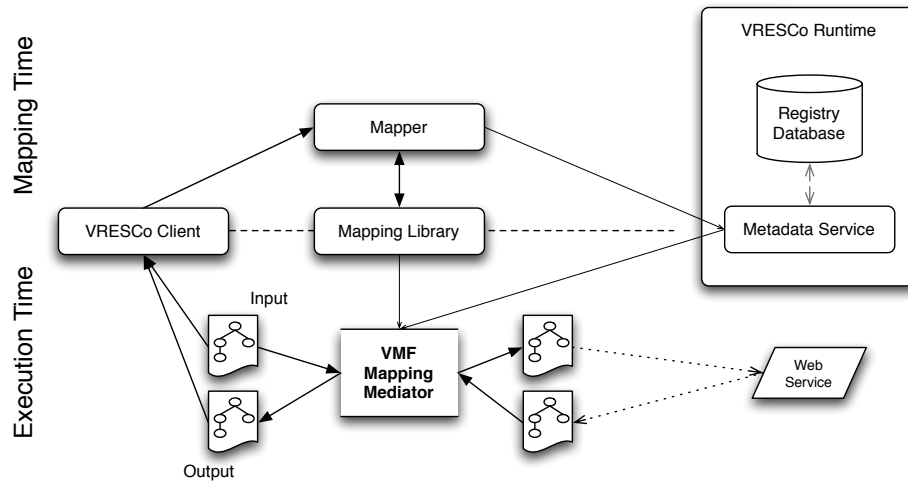 Mapping Time
Execution Time
VRESCo Runtime
Registry
Database
Mapper
VRESCo Client
Mapping Library
Metadada Service
Input
VMF
Mapping
Mediator
Web
Service
Output